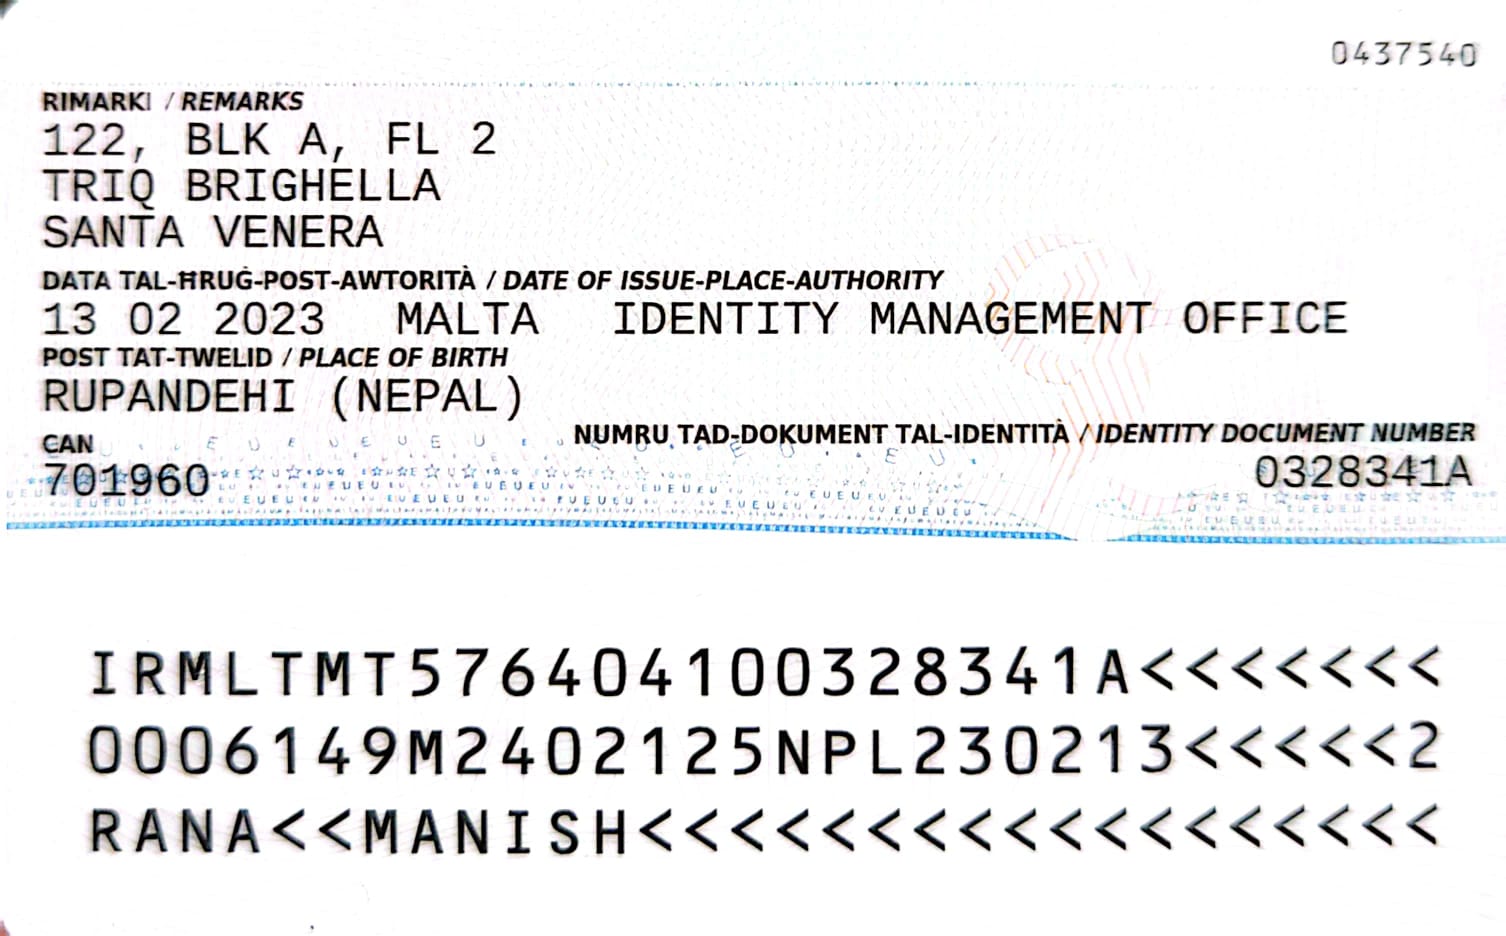 0437540
RIMARKI / REMARKS
122, BLK A, FL 2
TRIQ BRIGHELLA
SANTA VENERA
DATA TAL-ĦRUĠ-POST-AWTORITÀ / DATE OF ISSUE-PLACE-AUTHORITY
13 02 2023 MALTA IDENTITY MANAGEMENT OFFICE
POST TAT-TWELID / PLACE OF BIRTH
RUPANDEHI (NEPAL)
CAN
NUMRU TAD-DOKUMENT TAL-IDENTITÀ / IDENTITY DOCUMENT NUMBER
701960
0328341A
IRMLTMT576404100328341A<<<<<<<
0006149M2402125NPL230213<<<<<2
RANA<<MANISH<<<<<<<<<<<<<<<<<<